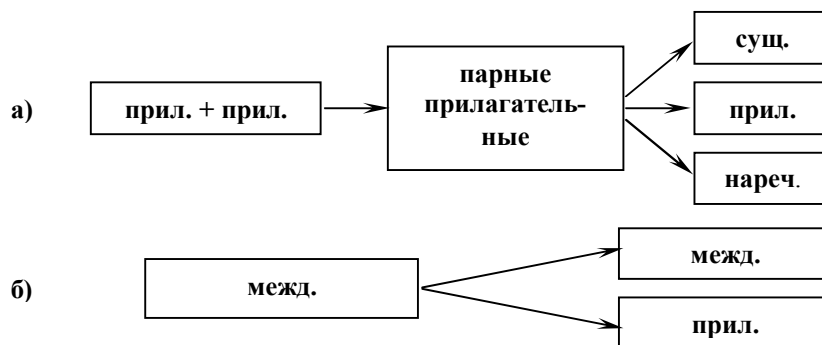 а)
прил. + прил.
парные
прилагатель-
ные
сущ.
прил.
нареч.
б)
межд.
межд.
прил.